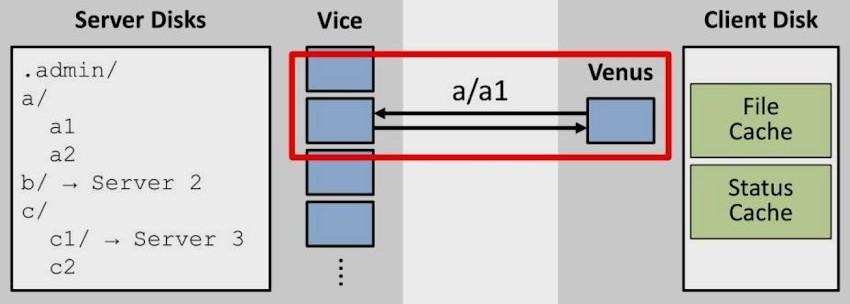 Server Disks
Vice
Client Disk
.admin/
a/
a1
a2
b/ → Server 2
c/
c1/ → Server 3
c2
a/a1
Venus
File
Cache
Status
Cache